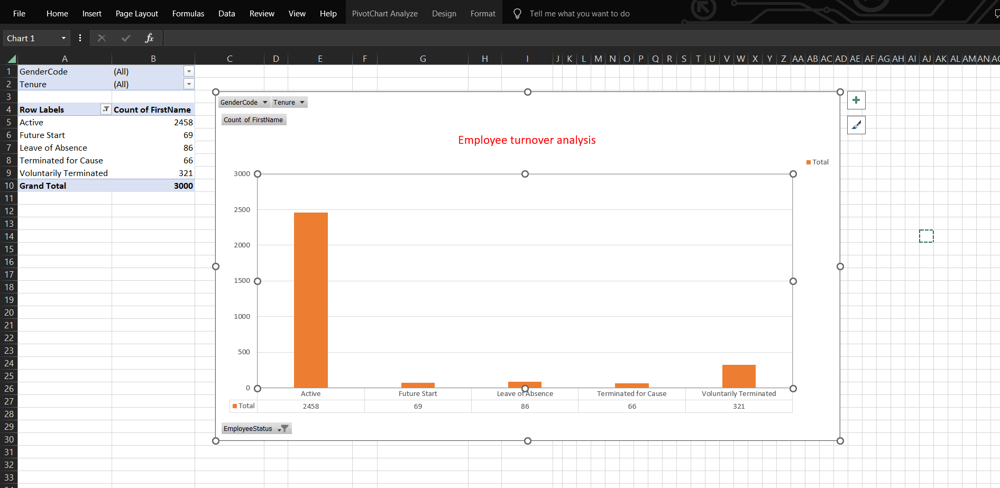 File Home Insert Page Layout Formulas Data Review View Help PivotChart Analyze Design Format Tell me what you want to do
Chart 1 fx
A B C D E F G H I J K L M N O P Q R S T U V W X Y Z AA AB AC AD AE AF AG AH AI AJ AK AL AM AN
1 GenderCode (All)
2 Tenure (All)
3
4 Row Labels Count of FirstName
5 Active 2458
6 Future Start 69
7 Leave of Absence 86
8 Terminated for Cause 66
9 Voluntarily Terminated 321
10 Grand Total 3000
11
12
13
14
15
16
17
18
19
20
21
22
23
24
25
26
27
28
29
30
31
32
33
GenderCode Tenure
Count of FirstName
Employee turnover analysis
Total
3000
2500
2000
1500
1000
500
0
Active Future Start Leave of Absence Terminated for Cause Voluntarily Terminated
Total 2458 69 86 66 321
EmployeeStatus